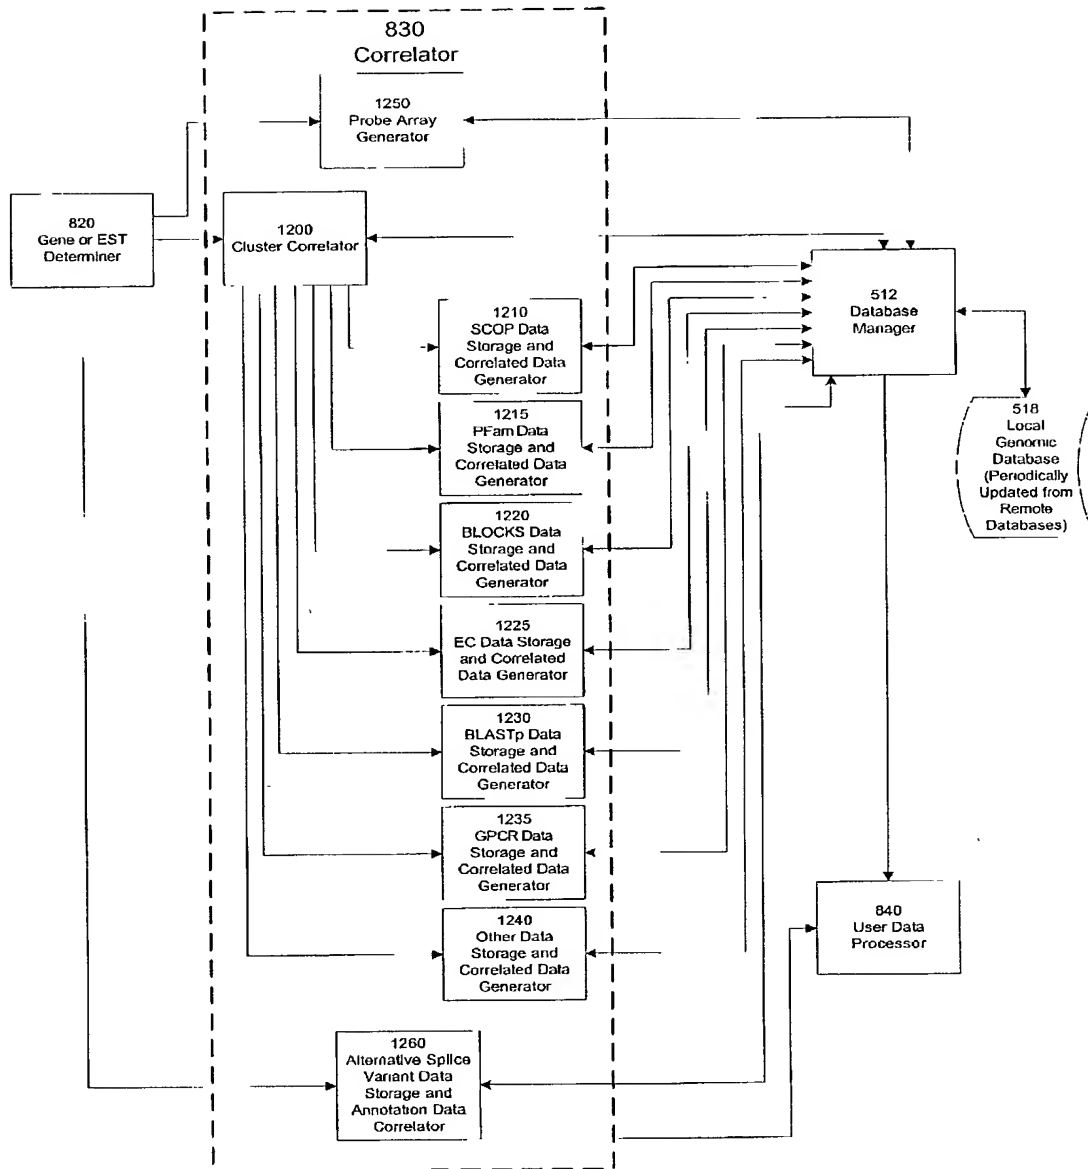 830
Correlator
1250
Probe Array
Generator
820
Gene or EST
Determiner
1200
Cluster Correlator
512
Database
Manager
1210
SCOP Data
Storage and
Correlated Data
Generator
518
Local
Genomic
Database
(Periodically
Updated from
Remote
Databases)
1215
PFam Data
Storage and
Correlated Data
Generator
1220
BLOCKS Data
Storage and
Correlated Data
Generator
1225
EC Data Storage
and Correlated
Data Generator
1230
BLASTp Data
Storage and
Correlated Data
Generator
1235
GPCR Data
Storage and
Correlated Data
Generator
840
User Data
Processor
1240
Other Data
Storage and
Correlated Data
Generator
1260
Alternative Splice
Variant Data
Storage and
Annotation Data
Correlator